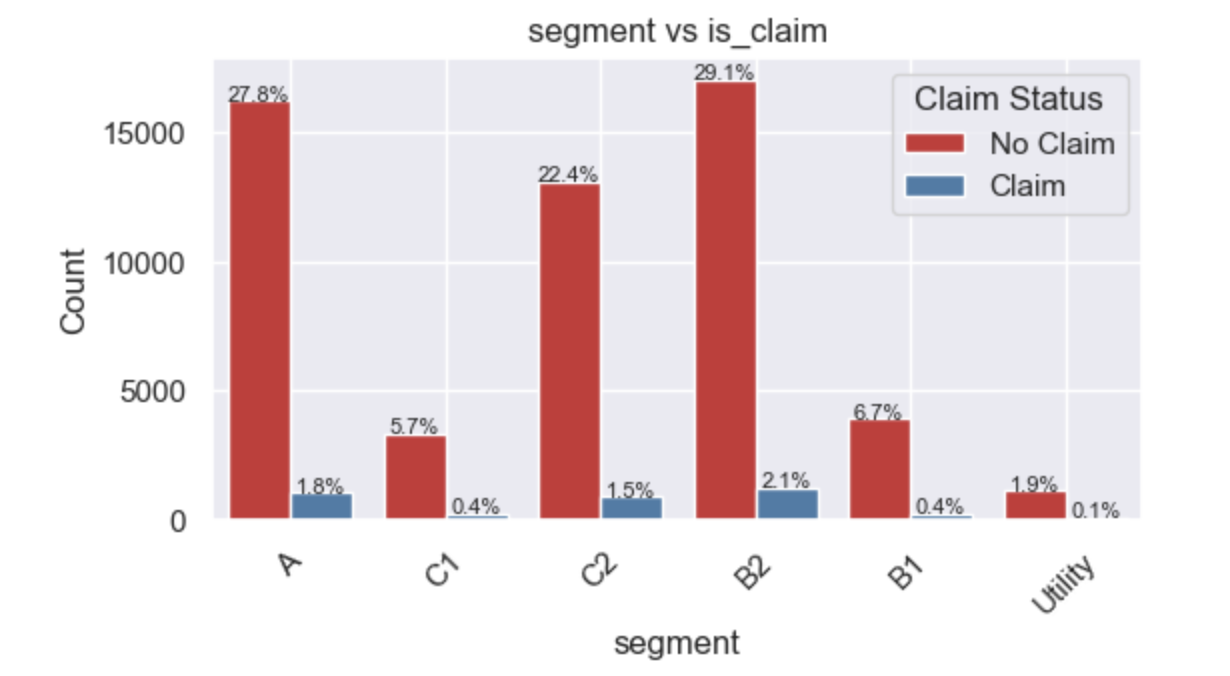 segment vs is_claim
Claim Status
No Claim
Claim
Count
15000
10000
5000
0
27.8%
1.8%
5.7%
0.4%
22.4%
1.5%
29.1%
2.1%
6.7%
0.4%
1.9%
0.1%
A
C1
C2
B2
B1
Utility
segment